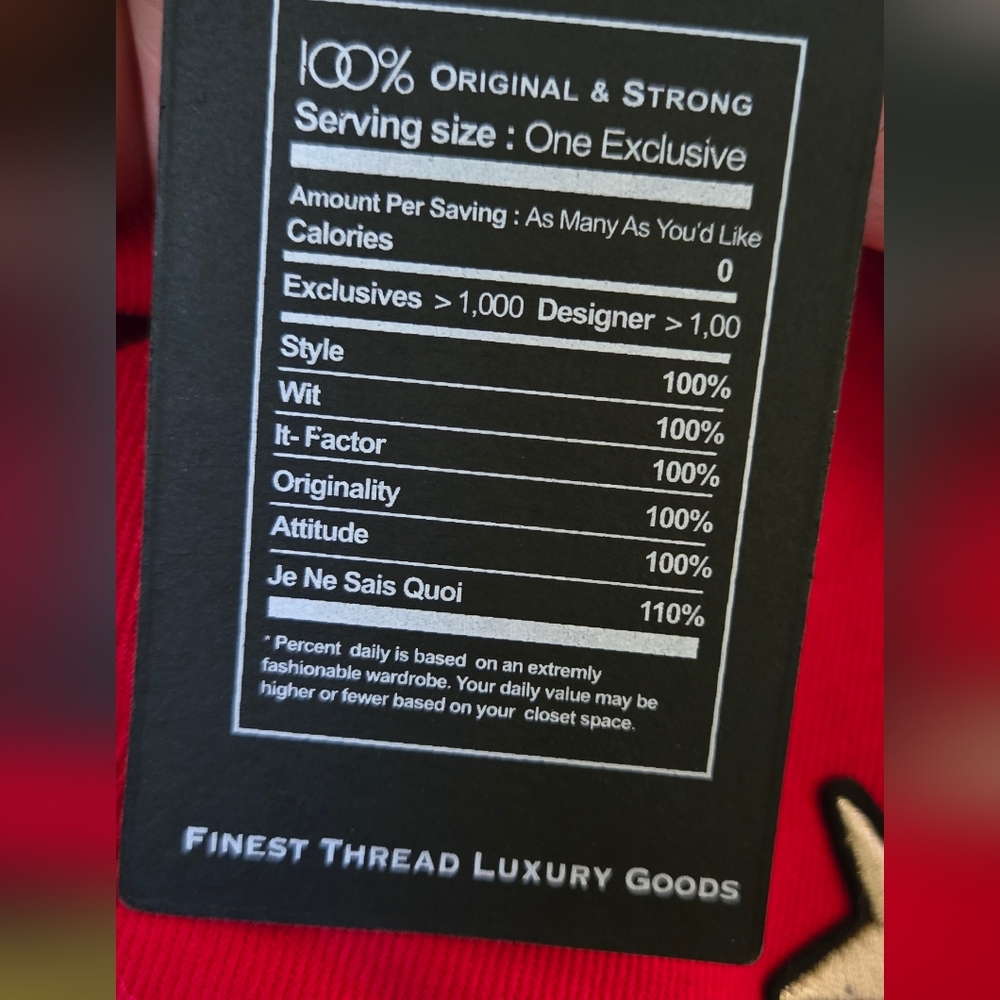 100% ORIGINAL & STRONG
Serving size : One Exclusive
Amount Per Saving : As Many As You'd Like
Calories 0
Exclusives > 1,000 Designer > 1,00
Style 100%
Wit 100%
It- Factor 100%
Originality 100%
Attitude 100%
Je Ne Sais Quoi 110%
* Percent daily is based on an extremly
fashionable wardrobe. Your daily value may be
higher or fewer based on your closet space.
FINEST THREAD LUXURY GOODS